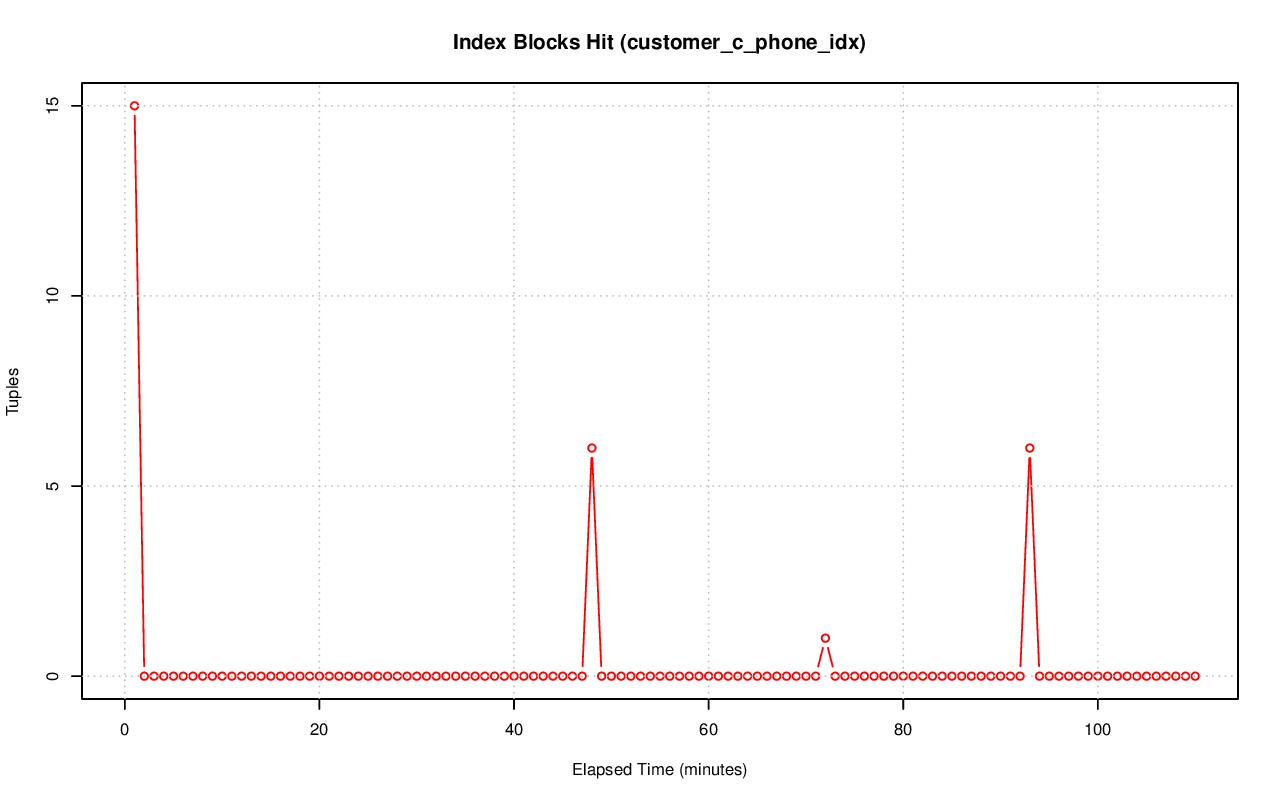 Index Blocks Hit (customer_c_phone_idx)
Tuples
15
10
5
0
0 20 40 60 80 100
Elapsed Time (minutes)